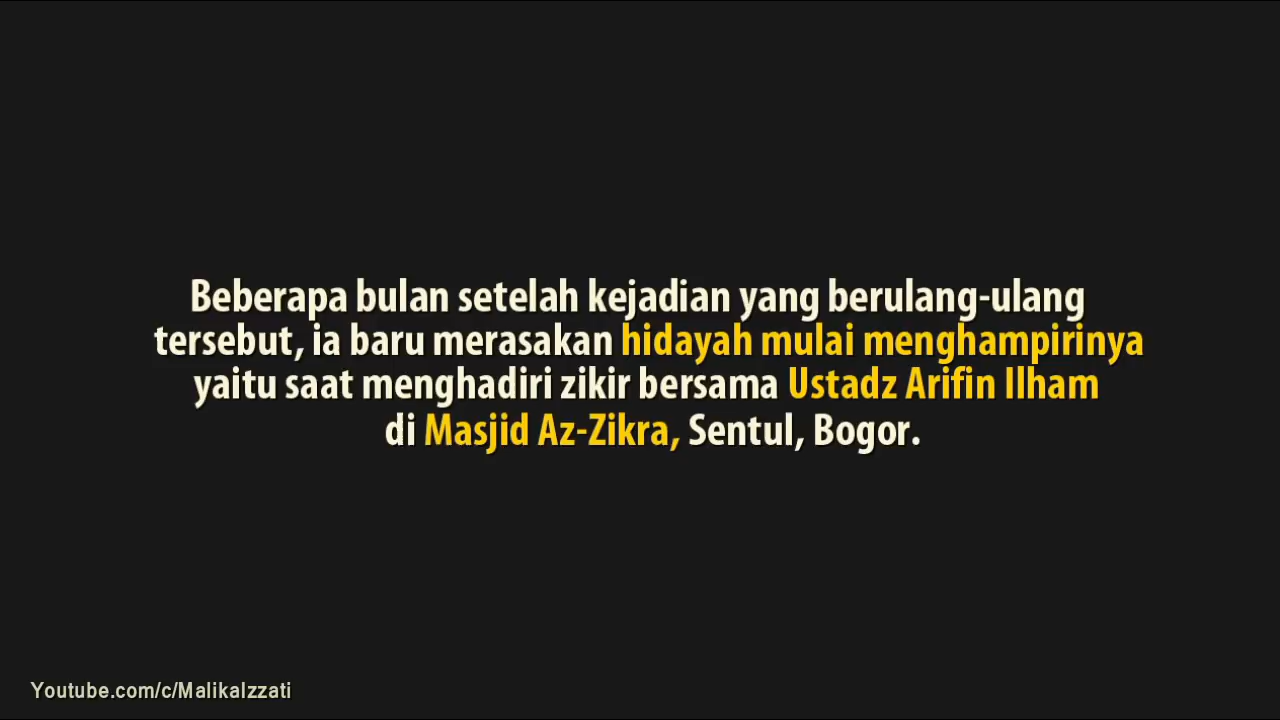 Beberapa bulan setelah kejadian yang berulang-ulang
tersebut, ia baru merasakan hidayah mulai menghampirinya
yaitu saat menghadiri zikir bersama Ustadz Arifin Ilham
di Masjid Az-Zikra, Sentul, Bogor.
Youtube.com/c/MalikaIzzati